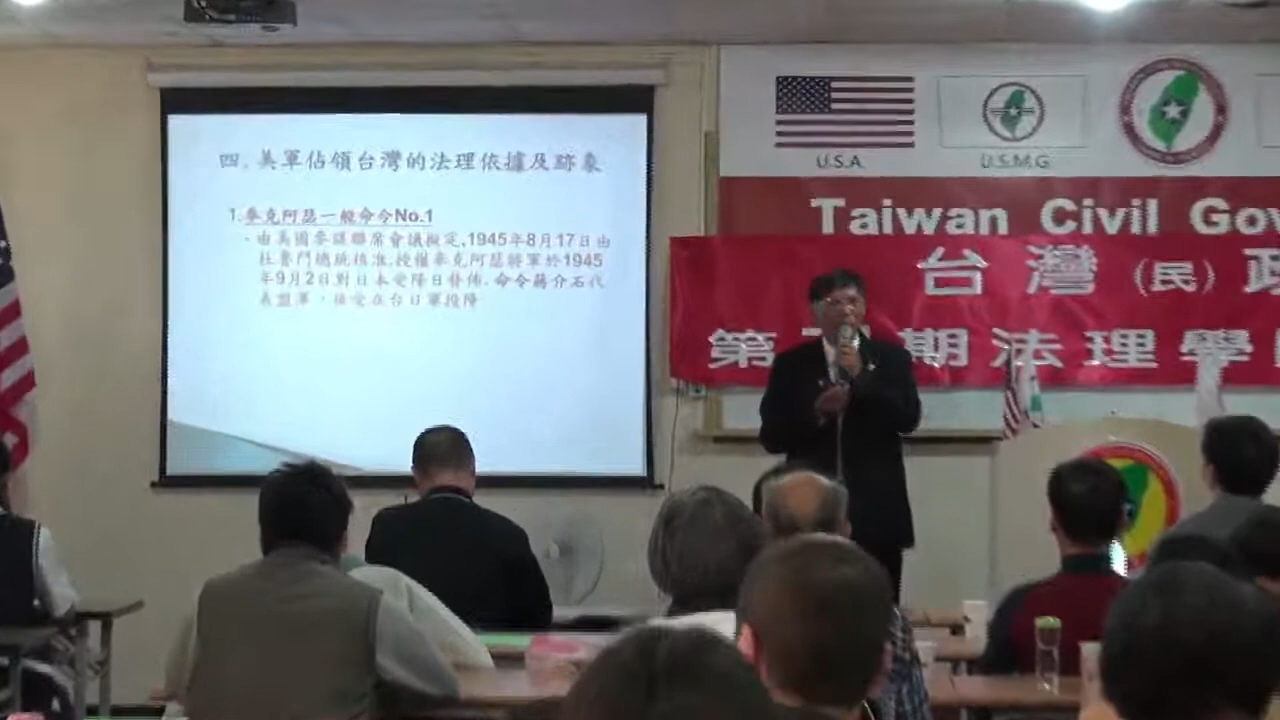 四. 美軍佔領台灣的法理依據及跡象
1.麥克阿瑟一般命令No.1
- 由美國參謀聯席會議擬定,1945年8月17日由
杜魯門總統核准,授權麥克阿瑟將軍於1945
年9月2日對日本受降日發佈. 命令蔣介石代
表盟軍，接受在台日軍投降
U.S.A.
U.S.M.G.
Taiwan Civil Gov
台灣(民)政
第 期法理學